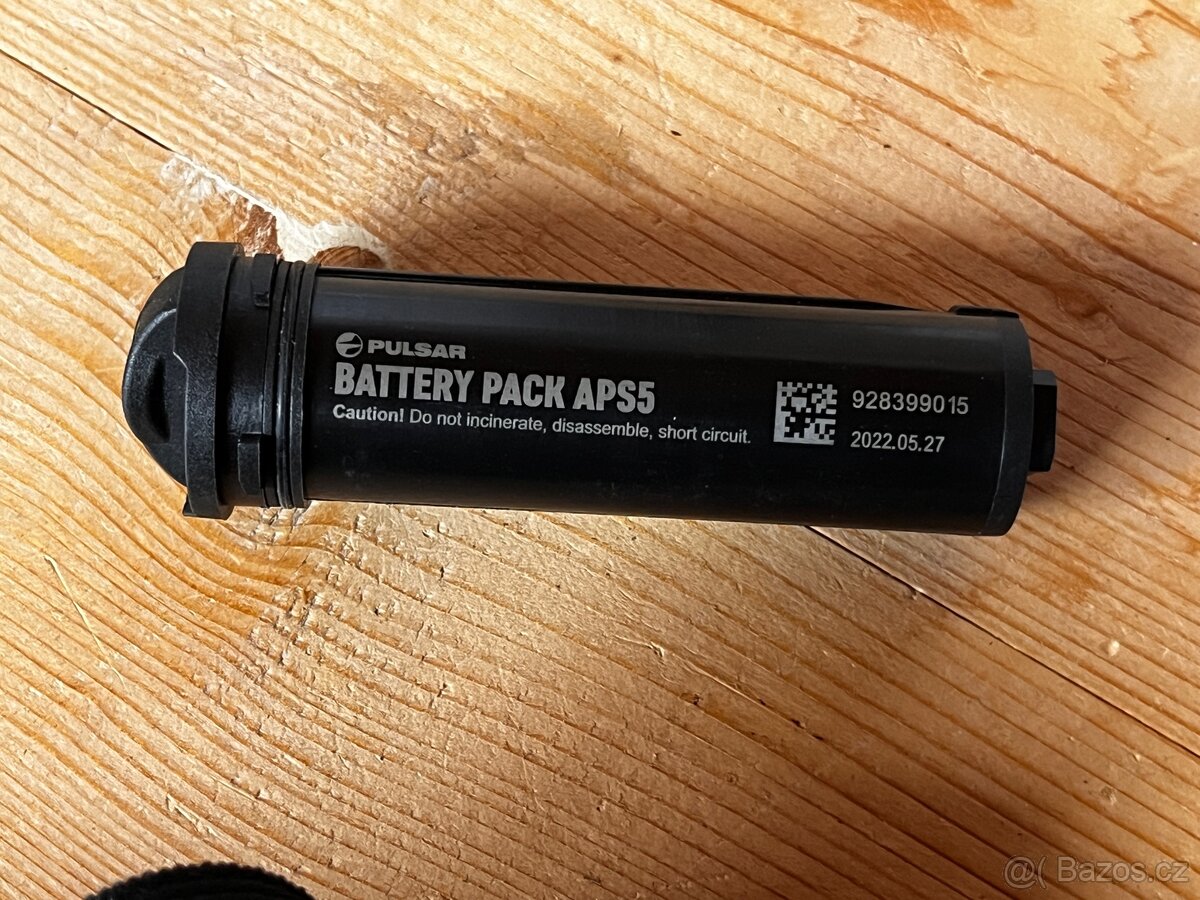 PULSAR
BATTERY PACK APS5
Caution! Do not incinerate, disassemble, short circuit.
928399015
2022.05.27
@( Bazos.cz